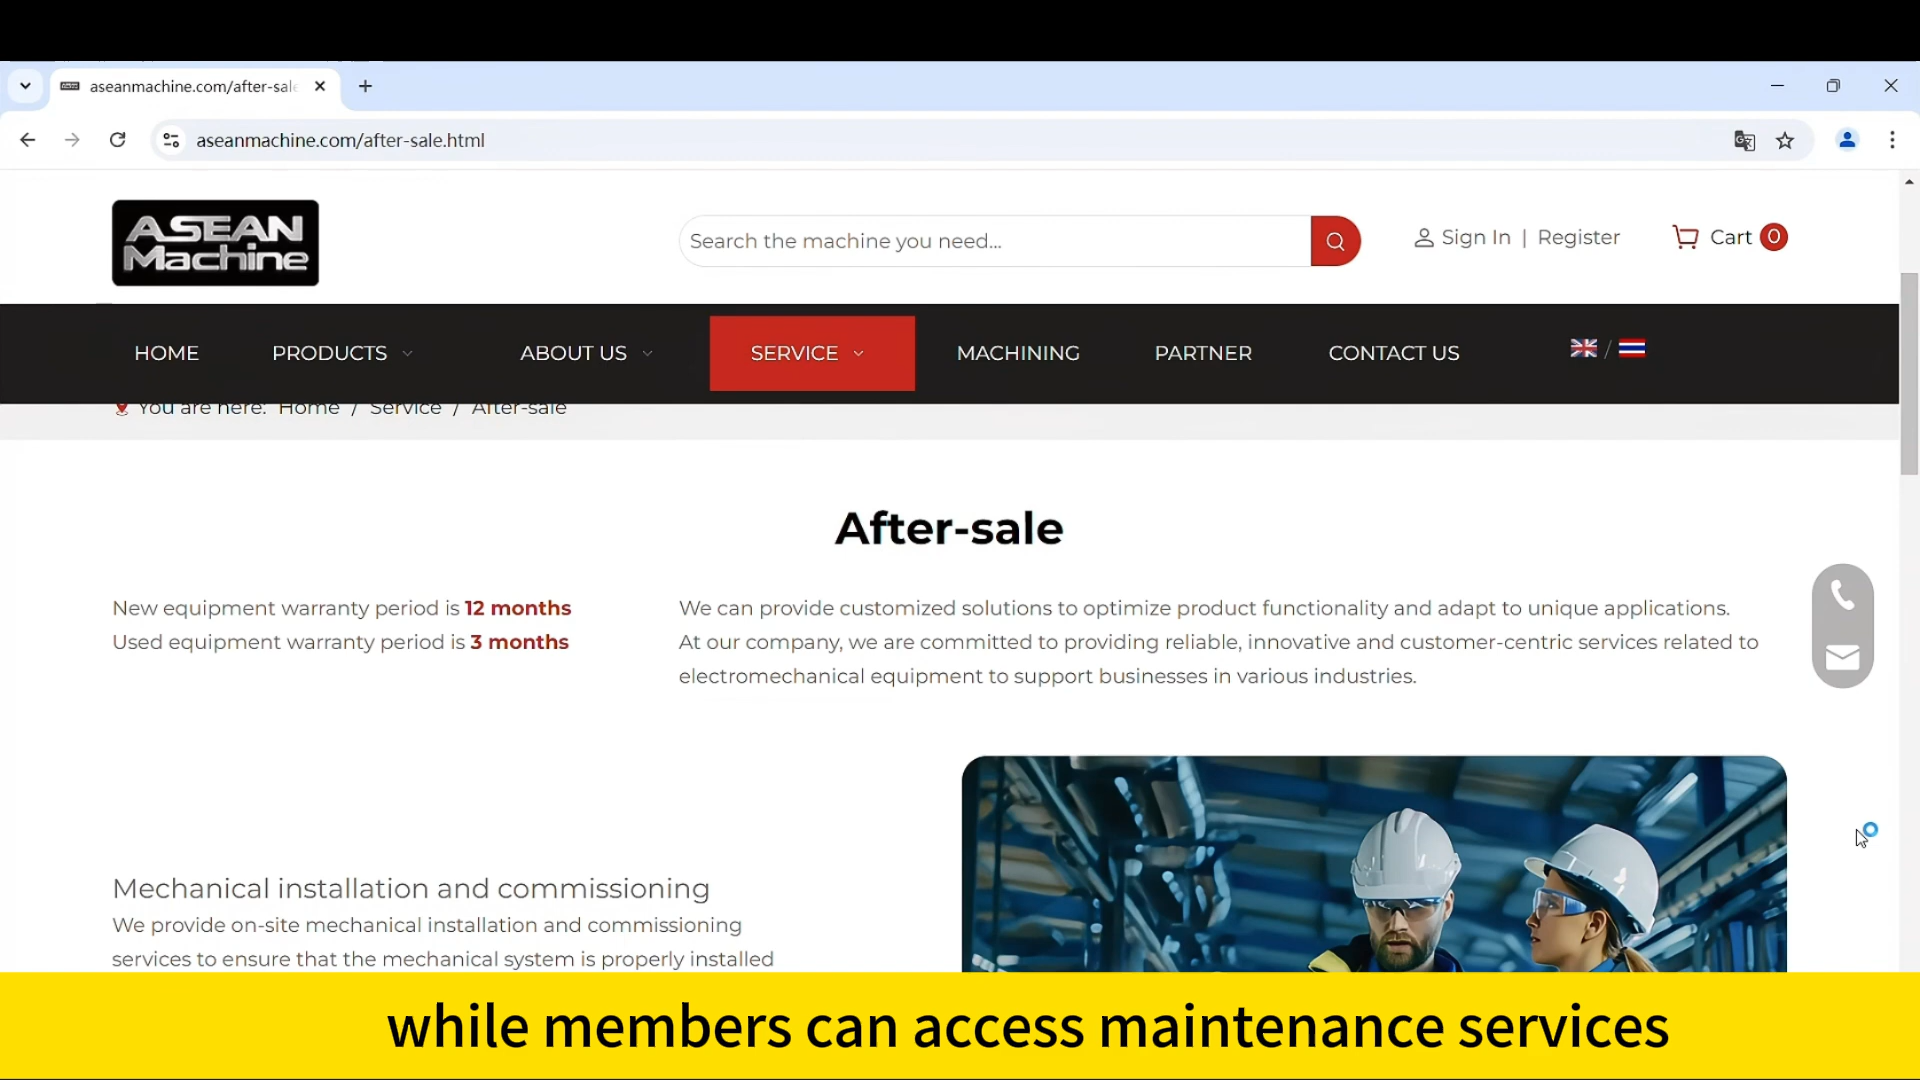 aseanmachine.com/after-sale
aseanmachine.com/after-sale.html
ASEAN
Machine
Search the machine you need...
Sign In | Register
Cart 0
HOME
PRODUCTS
ABOUT US
SERVICE
MACHINING
PARTNER
CONTACT US
/
You are here: Home / Service / After-sale
After-sale
New equipment warranty period is 12 months
Used equipment warranty period is 3 months
We can provide customized solutions to optimize product functionality and adapt to unique applications.
At our company, we are committed to providing reliable, innovative and customer-centric services related to
electromechanical equipment to support businesses in various industries.
Mechanical installation and commissioning
We provide on-site mechanical installation and commissioning
services to ensure that the mechanical system is properly installed
while members can access maintenance services